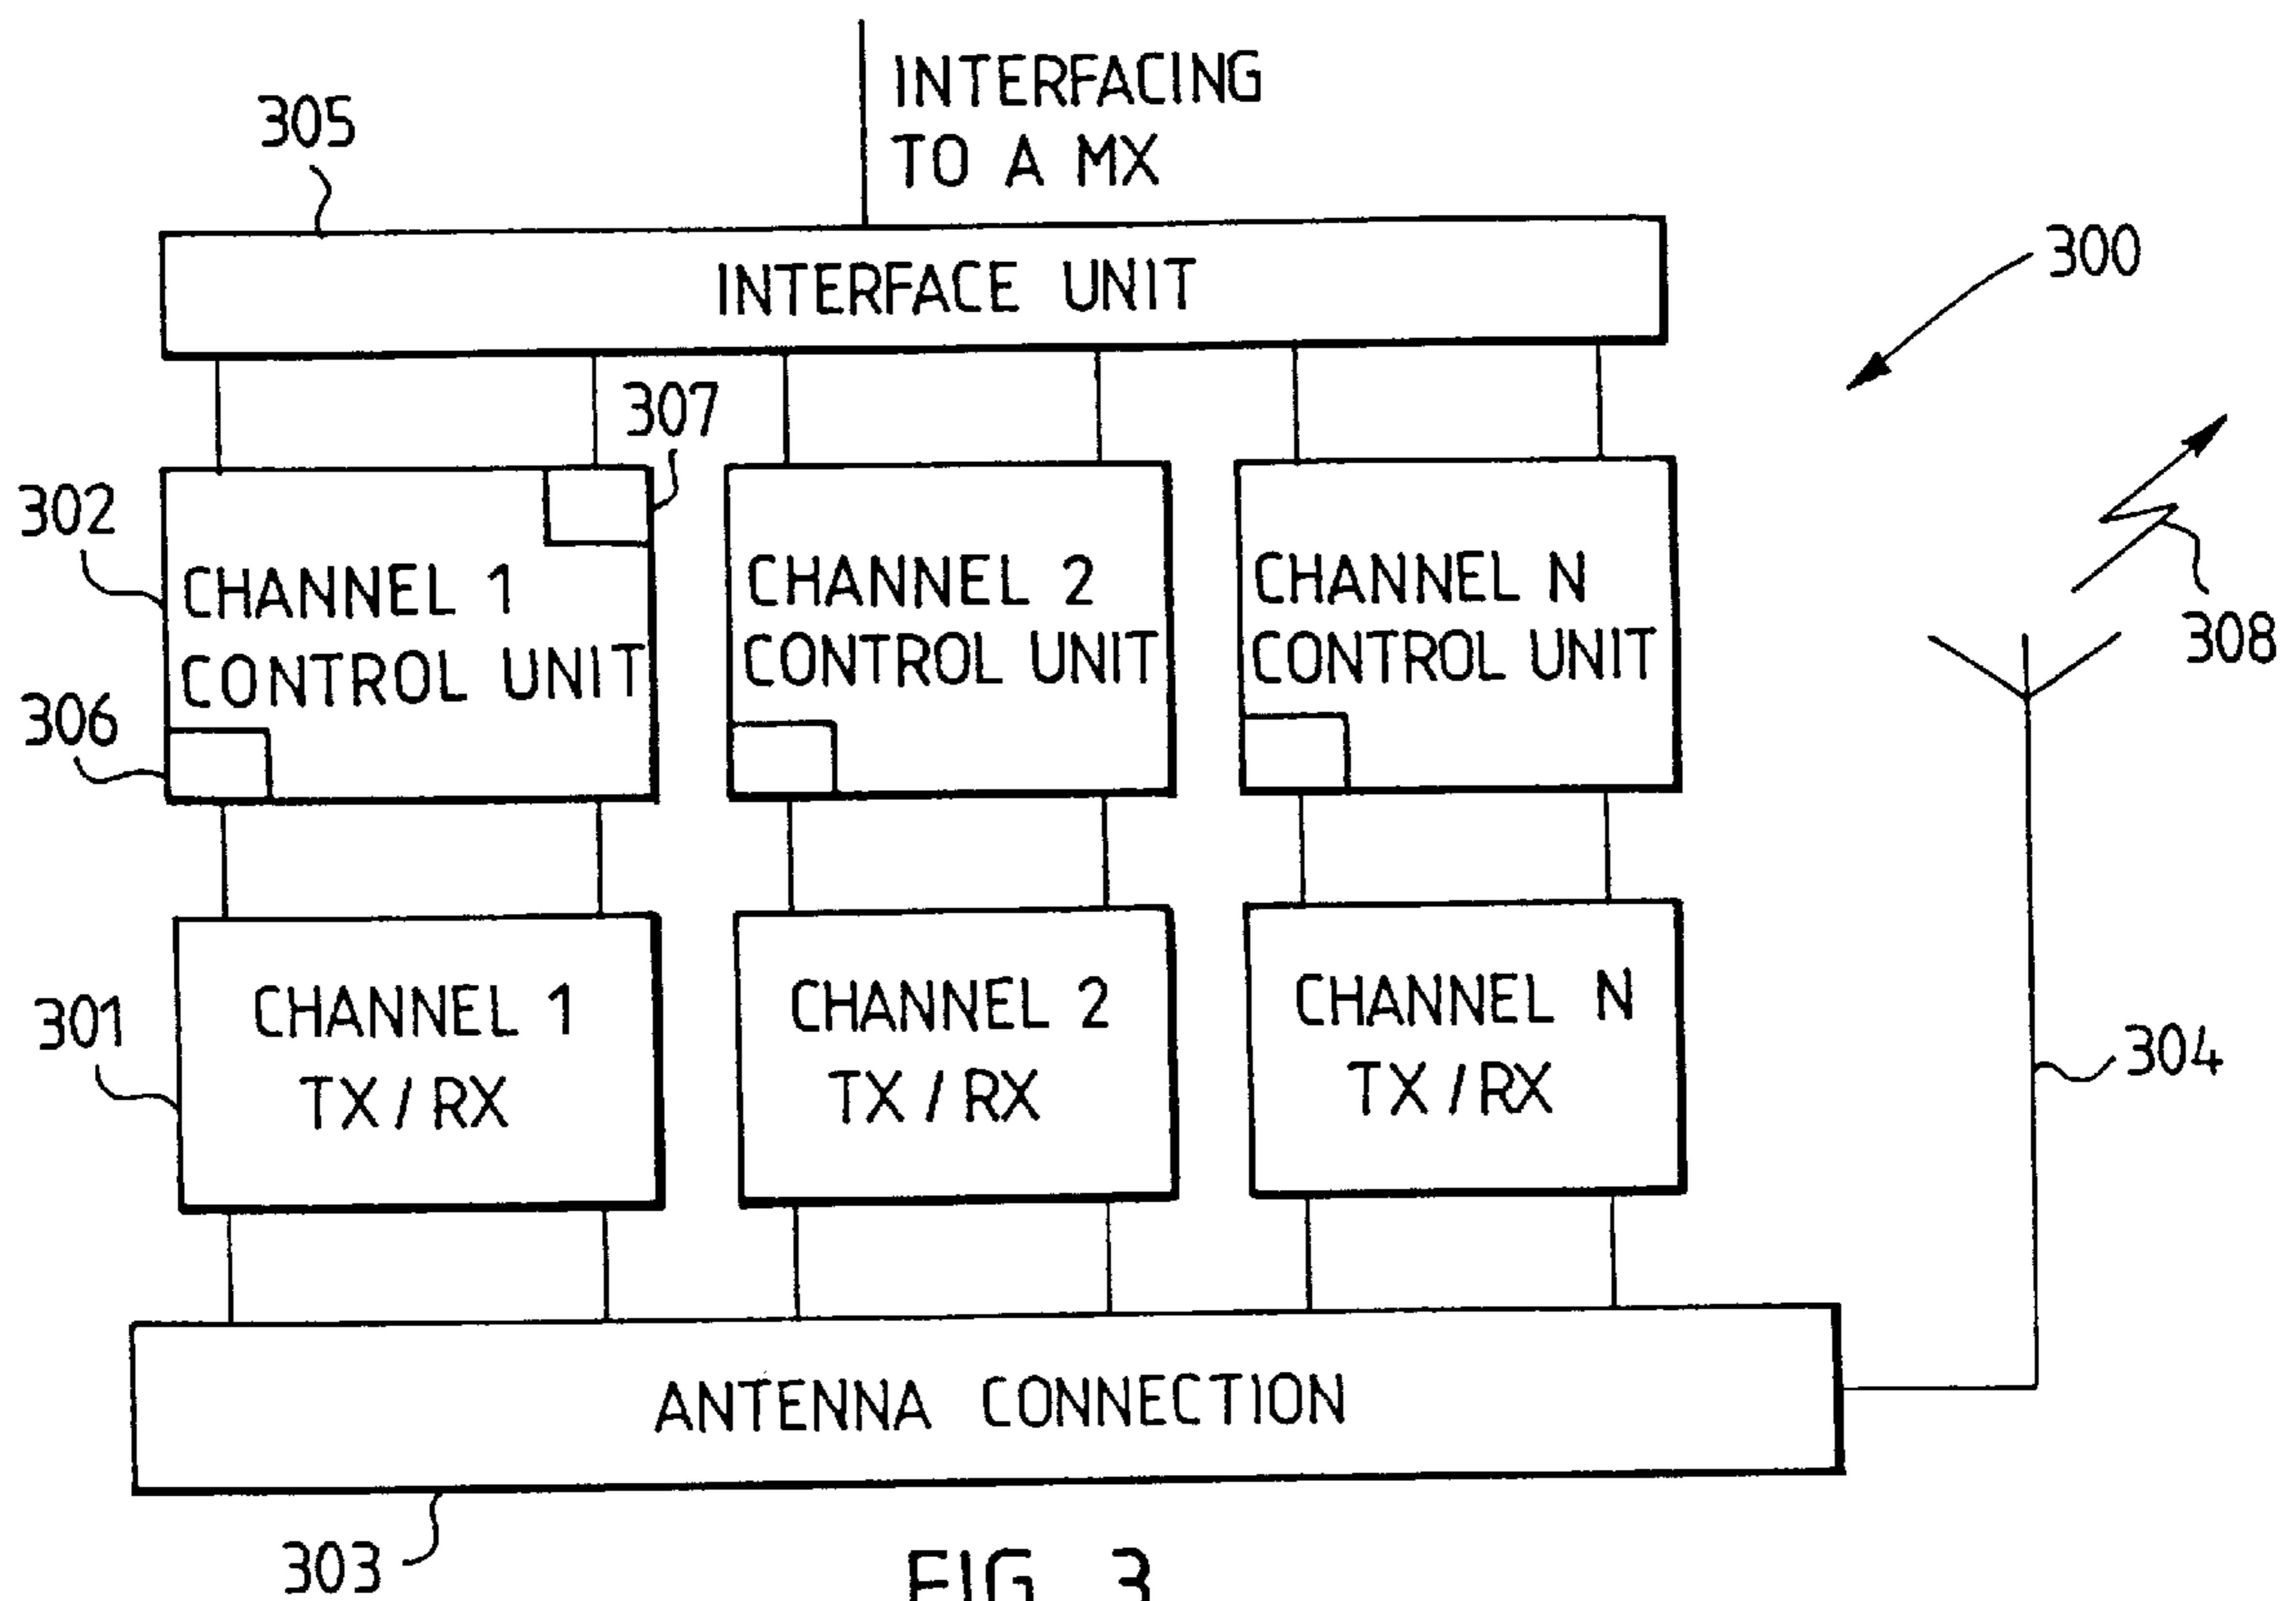 INTERFACING
TO A MX
305
INTERFACE UNIT
300
307
302
CHANNEL 1
CONTROL UNIT
CHANNEL 2
CONTROL UNIT
CHANNEL N
CONTROL UNIT
308
306
301
CHANNEL 1
TX/RX
CHANNEL 2
TX/RX
CHANNEL N
TX/RX
304
ANTENNA CONNECTION
303
FIG. 3